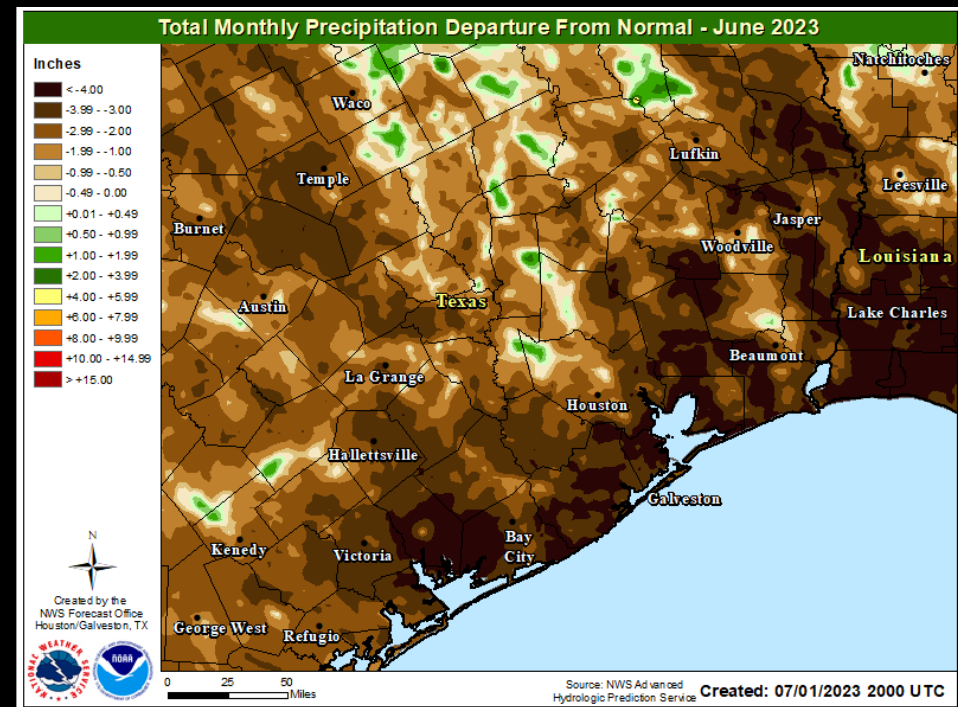 Total Monthly Precipitation Departure From Normal - June 2023
Inches
< -4.00
-3.99 - -3.00
-2.99 - -2.00
-1.99 - -1.00
-0.99 - -0.50
-0.49 - 0.00
+0.01 - +0.49
+0.50 - +0.99
+1.00 - +1.99
+2.00 - +3.99
+4.00 - +5.99
+6.00 - +7.99
+8.00 - +9.99
+10.00 - +14.99
> +15.00
Natchitoches
Waco
Lufkin
Temple
Leesville
Burnet
Jasper
Woodville
Louisiana
Austin
Texas
Lake Charles
Beaumont
La Grange
Houston
Hallettsville
Galveston
Kenedy
Victoria
Bay
City
George West
Refugio
N
Created by the
NWS Forecast Office
Houston/Galveston, TX
NATIONAL WEATHER SERVICE
NOAA
0 25 50
Miles
Source: NWS Advanced
Hydrologic Prediction Service
Created: 07/01/2023 2000 UTC